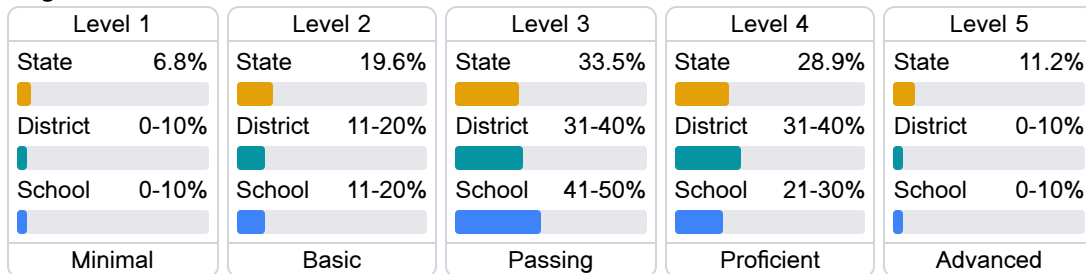 Level 1
State 6.8%
District 0-10%
School 0-10%
Minimal
Level 2
State 19.6%
District 11-20%
School 11-20%
Basic
Level 3
State 33.5%
District 31-40%
School 41-50%
Passing
Level 4
State 28.9%
District 31-40%
School 21-30%
Proficient
Level 5
State 11.2%
District 0-10%
School 0-10%
Advanced